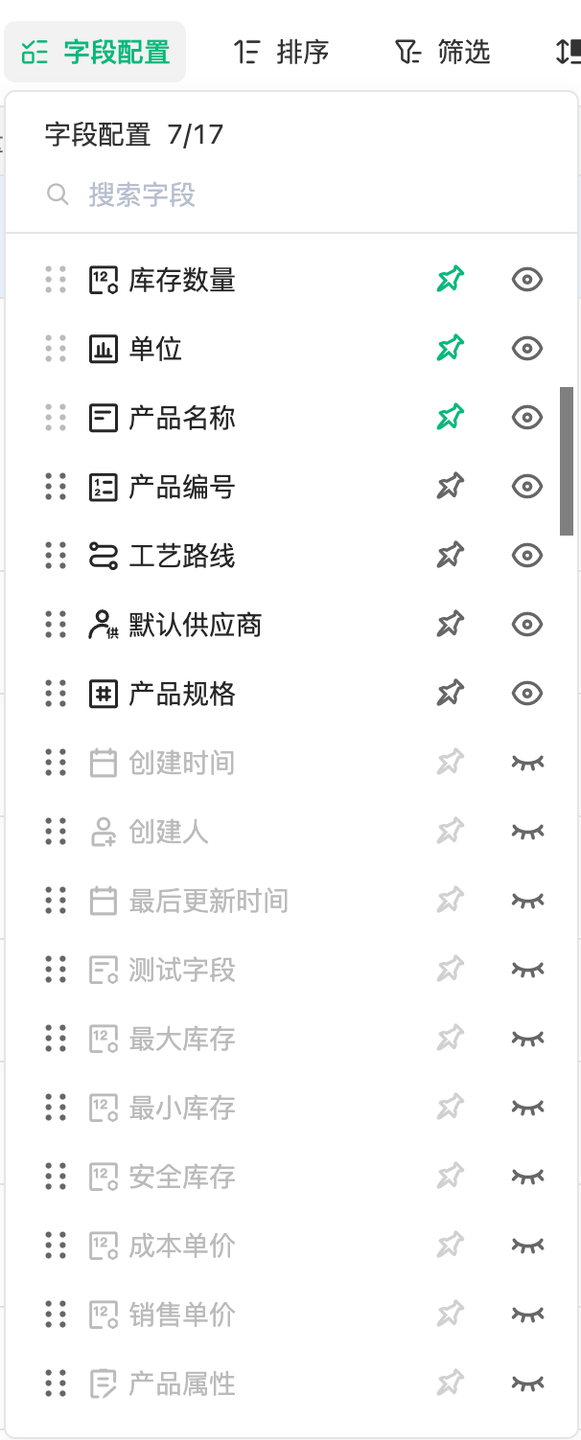 字段配置 排序 筛选
字段配置 7/17
搜索字段
库存数量
单位
产品名称
产品编号
工艺路线
默认供应商
产品规格
创建时间
创建人
最后更新时间
测试字段
最大库存
最小库存
安全库存
成本单价
销售单价
产品属性